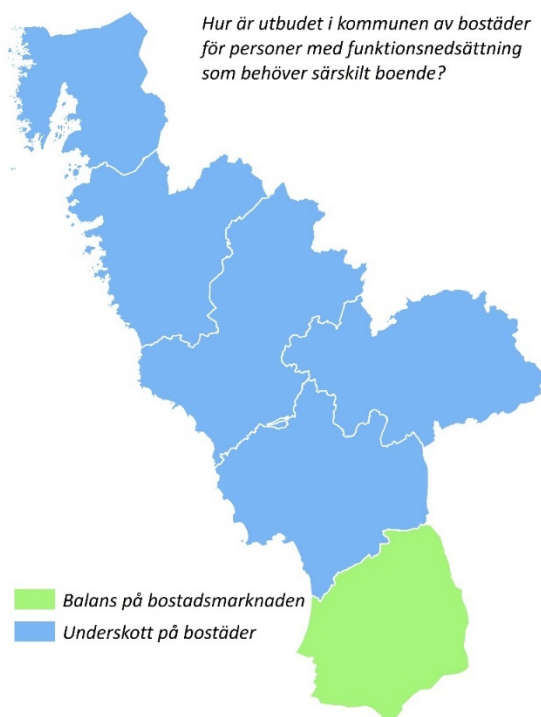 Hur är utbudet i kommunen av bostäder
för personer med funktionsnedsättning
som behöver särskilt boende?
Balans på bostadsmarknaden
Underskott på bostäder